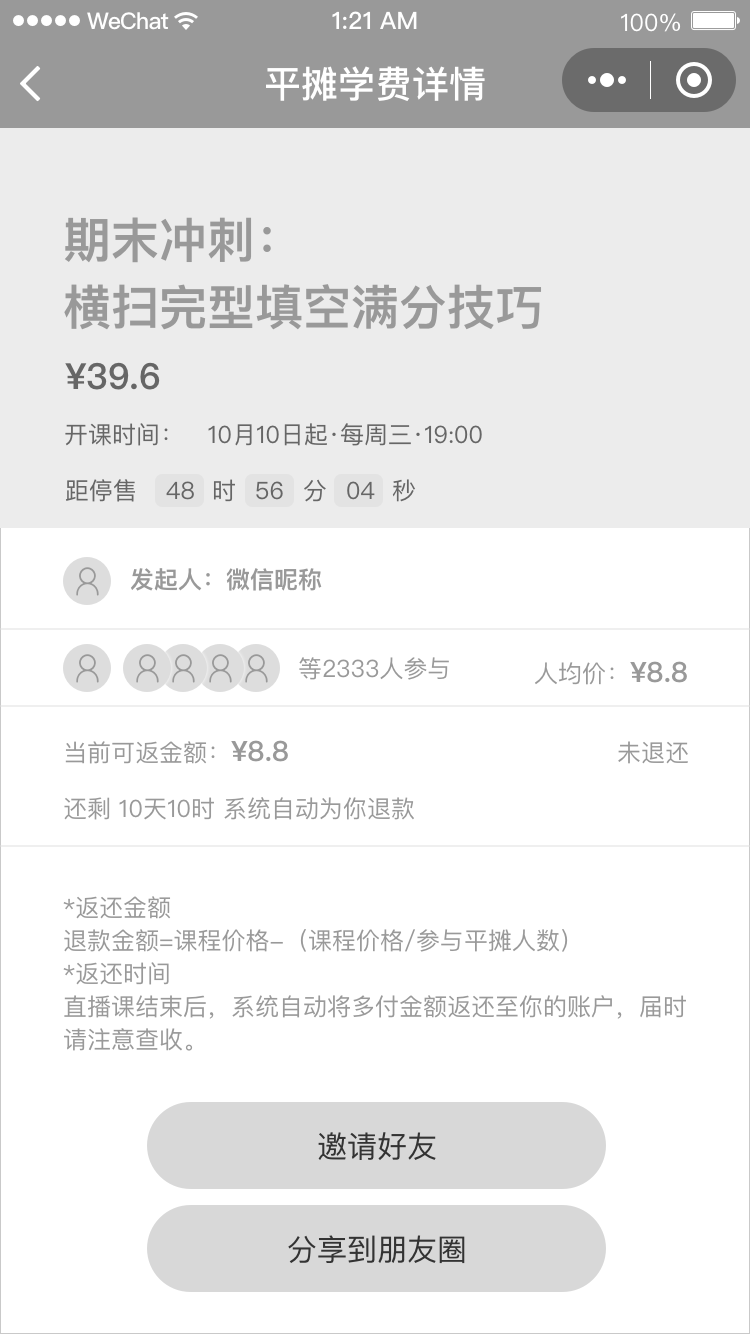 WeChat 1:21 AM 100%
平摊学费详情
期末冲刺：
横扫完型填空满分技巧
¥39.6
开课时间： 10月10日起·每周三·19:00
距停售 48 时 56 分 04 秒
发起人：微信昵称
等2333人参与 人均价：¥8.8
当前可返金额：¥8.8 未退还
还剩 10天10时 系统自动为你退款
*返还金额
退款金额=课程价格-（课程价格/参与平摊人数）
*返还时间
直播课结束后，系统自动将多付金额返还至你的账户，届时
请注意查收。
邀请好友
分享到朋友圈